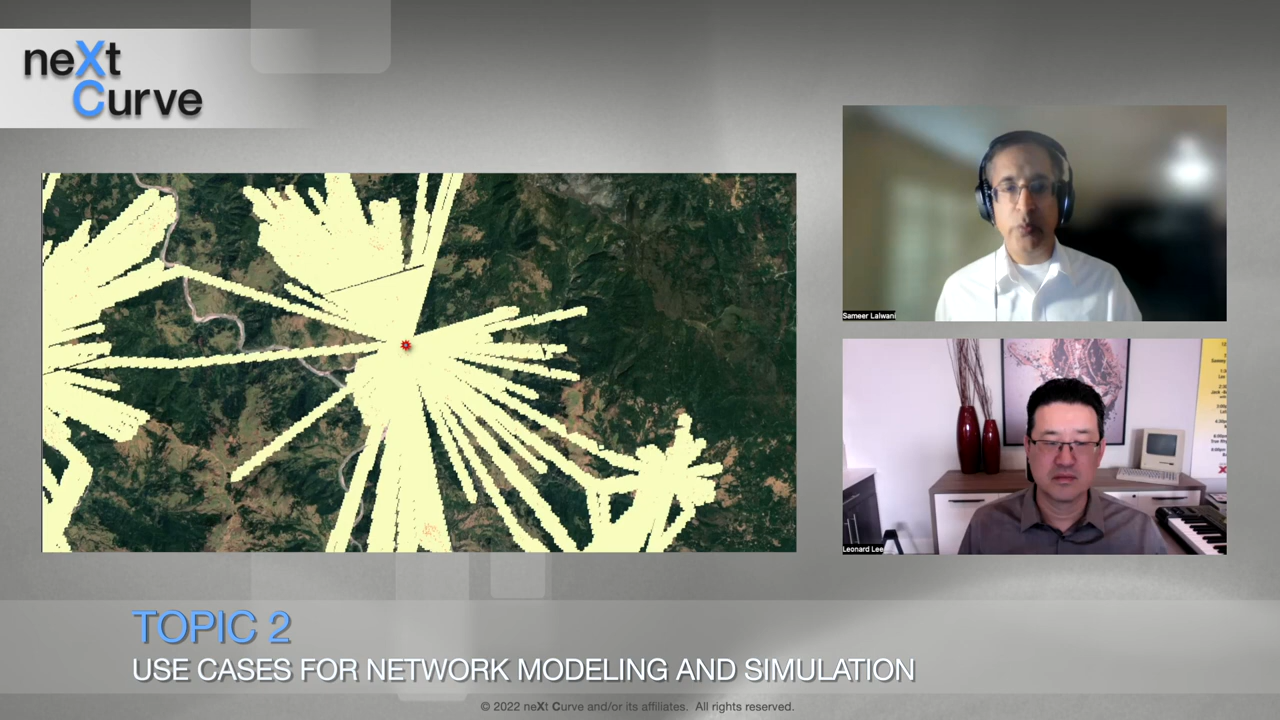 neXt
Curve
Sameer Lalwani
Leonard Lee
TOPIC 2
USE CASES FOR NETWORK MODELING AND SIMULATION
© 2022 neXt Curve and/or its affiliates. All rights reserved.